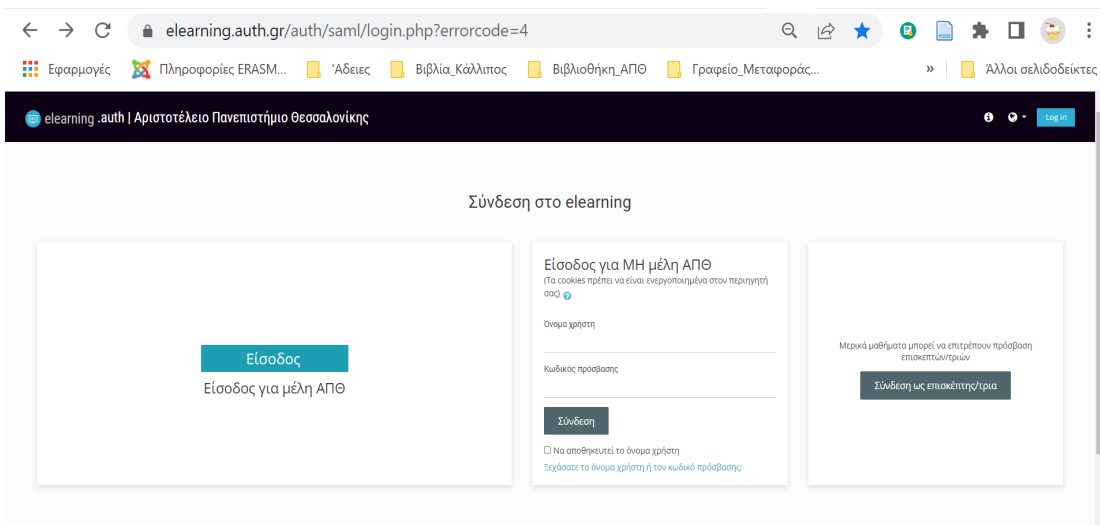 elearning.auth.gr/auth/saml/login.php?errorcode=4
Εφαρμογές Πληροφορίες ERASM... 'Αδειες Βιβλία_Κάλλιπος Βιβλιοθήκη_ΑΠΘ Γραφείο_Μεταφοράς... » Άλλοι σελιδοδείκτες
elearning .auth | Αριστοτέλειο Πανεπιστήμιο Θεσσαλονίκης Log in
Σύνδεση στο elearning
Είσοδος
Είσοδος για μέλη ΑΠΘ
Είσοδος για ΜΗ μέλη ΑΠΘ
(Τα cookies πρέπει να είναι ενεργοποιημένα στον περιηγητή
σας)
Όνομα χρήστη
Κωδικός πρόσβασης
Σύνδεση
Να αποθηκευτεί το όνομα χρήστη
Ξεχάσατε το όνομα χρήστη ή τον κωδικό πρόσβασης;
Μερικά μαθήματα μπορεί να επιτρέπουν πρόσβαση
επισκεπτών/τριών
Σύνδεση ως επισκέπτης/τρια